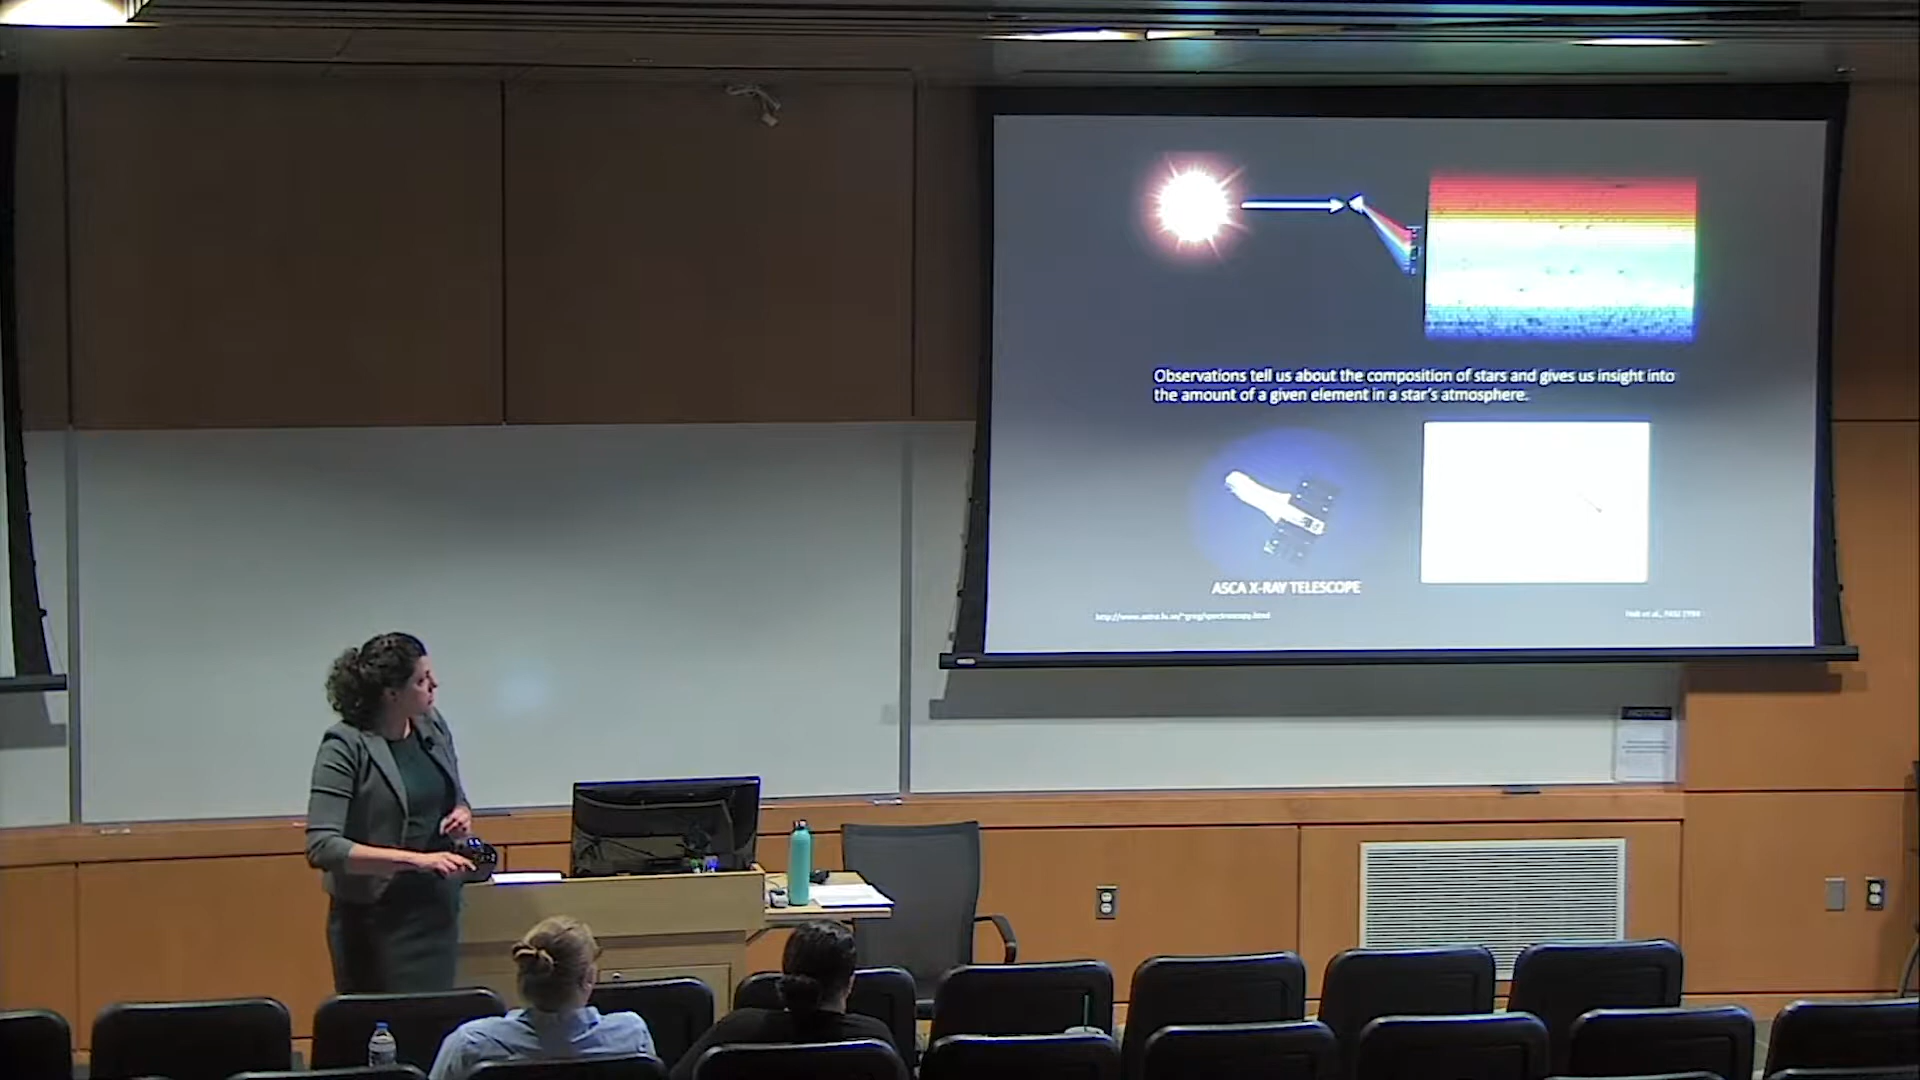 Observations tell us about the composition of stars and gives us insight into
the amount of a given element in a star's atmosphere.
ASCA X-RAY TELESCOPE